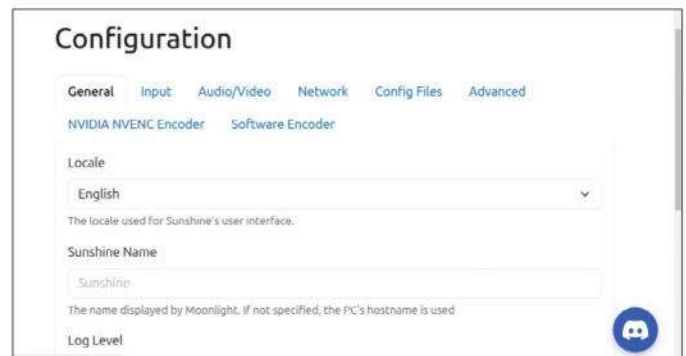 Configuration
General Input Audio/Video Network Config Files Advanced
NVIDIA NVENC Encoder Software Encoder
Locale
English
The locale used for Sunshine's user interface.
Sunshine Name
Sunshine
The name displayed by Moonlight. If not specified, the PC's hostname is used
Log Level